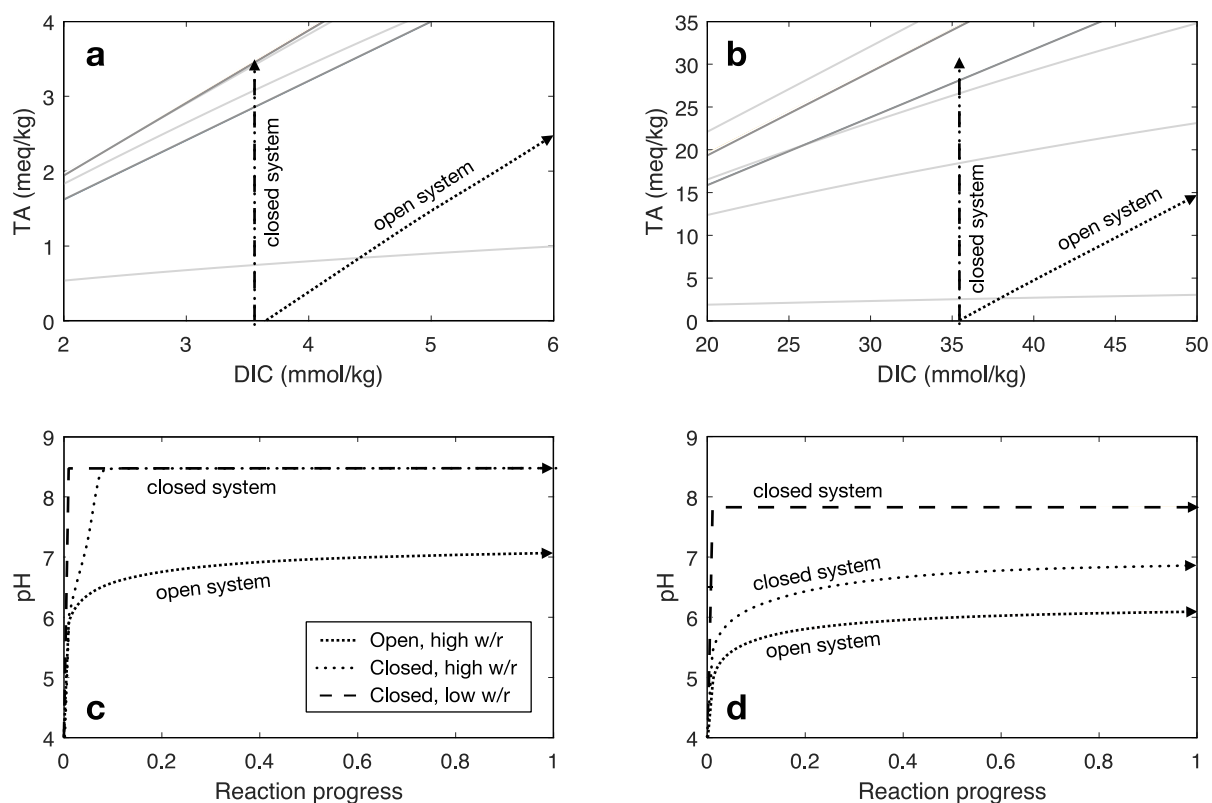 a
4
3
2
1
0
TA (meq/kg)
closed system
open system
2 3 4 5 6
DIC (mmol/kg)
b
35
30
25
20
15
10
5
0
TA (meq/kg)
closed system
open system
20 25 30 35 40 45 50
DIC (mmol/kg)
9
8
7
6
5
4
pH
closed system
open system
Open, high w/r
Closed, high w/r
Closed, low w/r
c
0 0.2 0.4 0.6 0.8 1
Reaction progress
9
8
7
6
5
4
pH
closed system
closed system
open system
d
0 0.2 0.4 0.6 0.8 1
Reaction progress